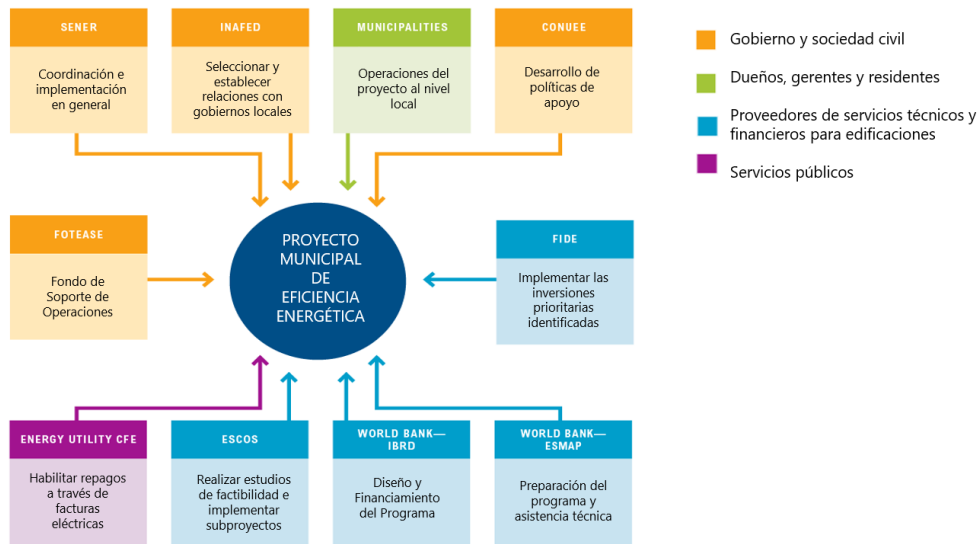 SENER
Coordinación e
implementación
en general
INAFED
Seleccionar y
establecer
relaciones con
gobiernos locales
MUNICIPALITIES
Operaciones del
proyecto al nivel
local
CONUEE
Desarrollo de
políticas de
apoyo
Gobierno y sociedad civil
Dueños, gerentes y residentes
Proveedores de servicios técnicos y
financieros para edificaciones
Servicios públicos
FOTEASE
Fondo de
Soporte de
Operaciones
PROYECTO
MUNICIPAL
DE
EFICIENCIA
ENERGÉTICA
FIDE
Implementar las
inversiones
prioritarias
identificadas
ENERGY UTILITY CFE
Habilitar repagos
a través de
facturas
eléctricas
ESCOS
Realizar estudios
de factibilidad e
implementar
subproyectos
WORLD BANK—
IBRD
Diseño y
Financiamiento
del Programa
WORLD BANK—
ESMAP
Preparación del
programa y
asistencia técnica